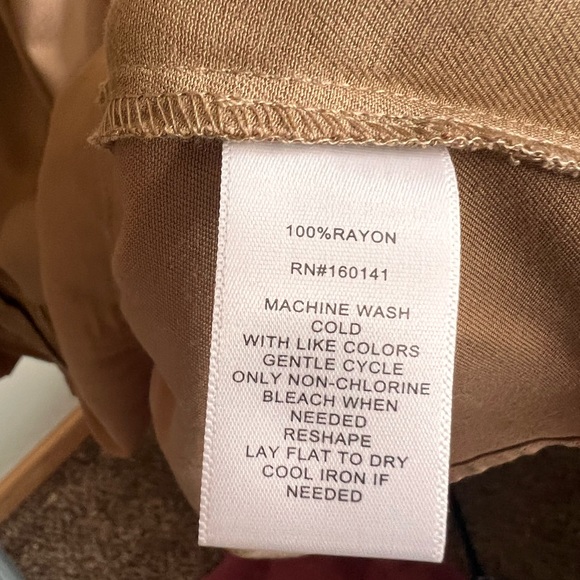 100%RAYON
RN#160141
MACHINE WASH
COLD
WITH LIKE COLORS
GENTLE CYCLE
ONLY NON-CHLORINE
BLEACH WHEN
NEEDED
RESHAPE
LAY FLAT TO DRY
COOL IRON IF
NEEDED